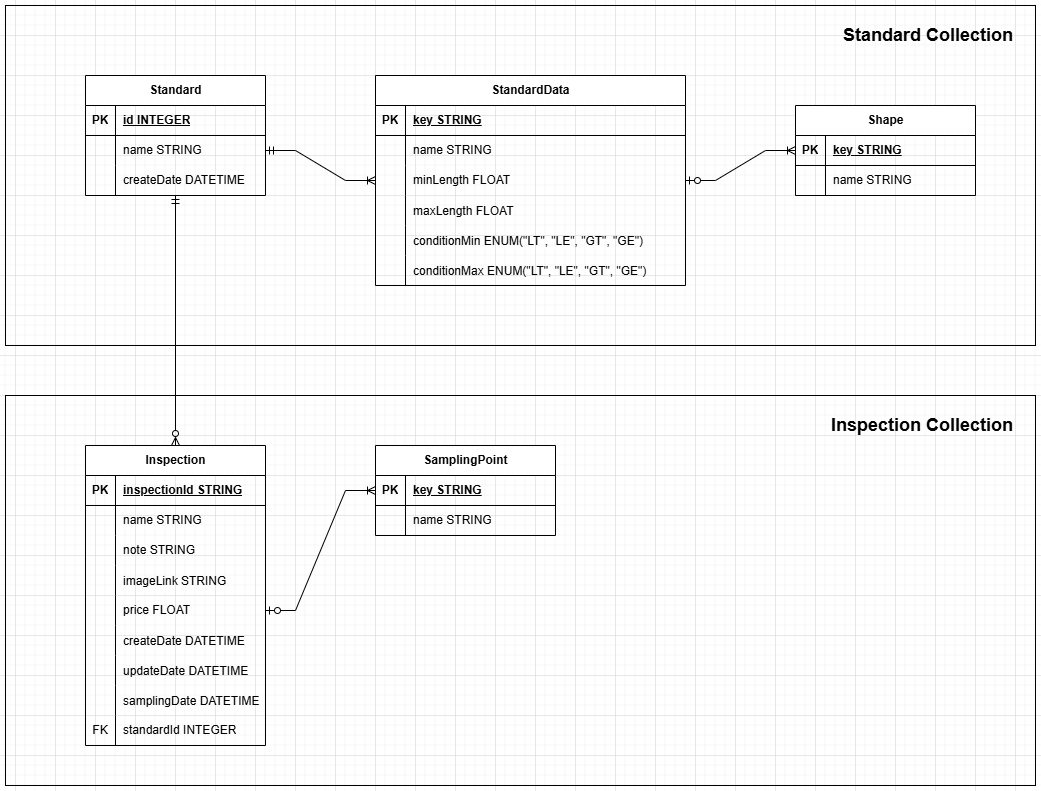 Standard Collection
Standard
PK id INTEGER
name STRING
createDate DATETIME
StandardData
PK key STRING
name STRING
minLength FLOAT
maxLength FLOAT
conditionMin ENUM("LT", "LE", "GT", "GE")
conditionMax ENUM("LT", "LE", "GT", "GE")
Shape
PK key STRING
name STRING
Inspection Collection
Inspection
PK inspectionId STRING
name STRING
note STRING
imageLink STRING
price FLOAT
createDate DATETIME
updateDate DATETIME
samplingDate DATETIME
FK standardId INTEGER
SamplingPoint
PK key STRING
name STRING